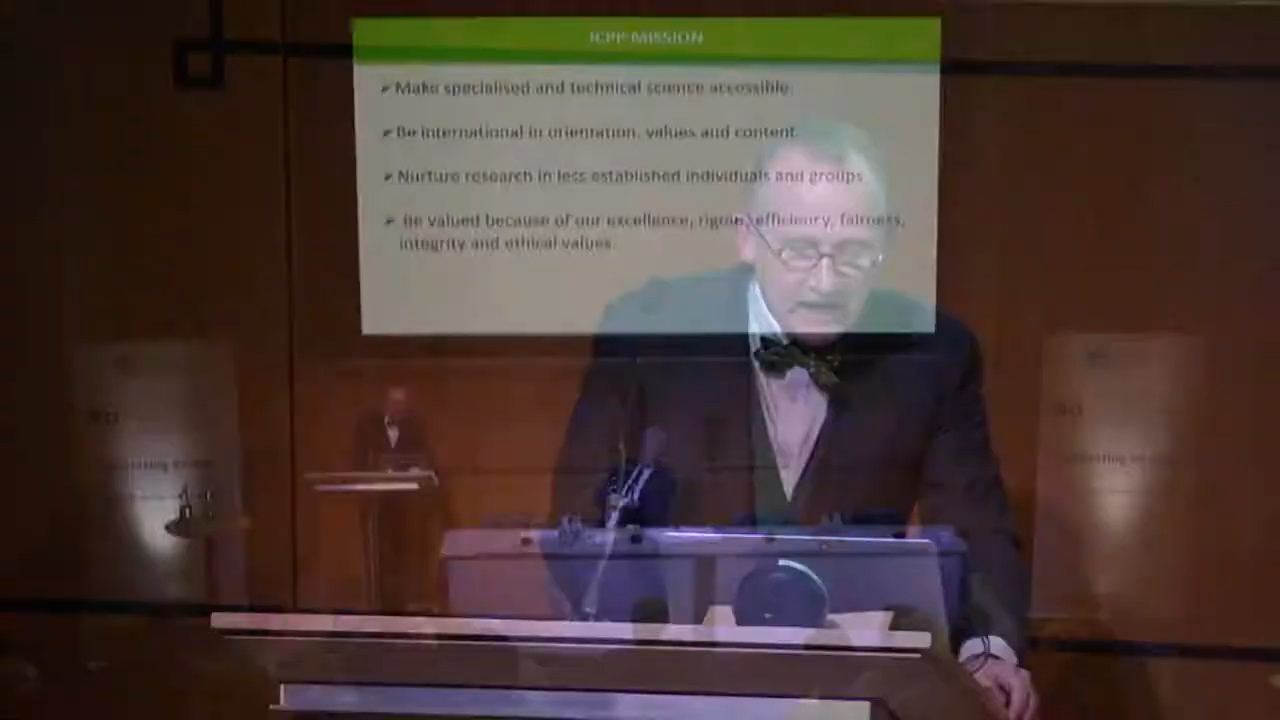 JCPP MISSION
➢ Make specialised and technical science accessible.
➢ Be international in orientation, values and content.
➢ Nurture research in less established individuals and groups
➢ Be valued because of our excellence, rigour, efficiency, fairness,
integrity and ethical values.